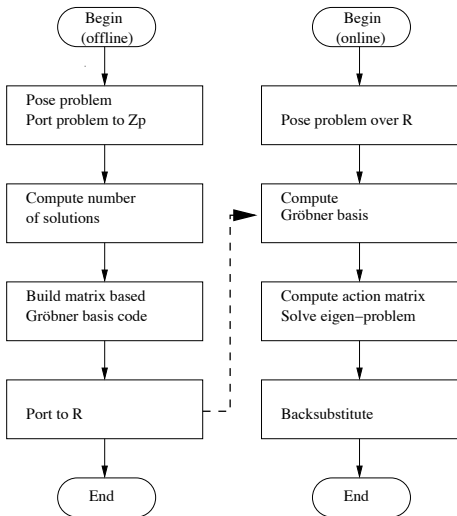 Begin
(offline)
Pose problem
Port problem to Zp
Compute number
of solutions
Build matrix based
Gröbner basis code
Port to R
End
Begin
(online)
Pose problem over R
Compute
Gröbner basis
Compute action matrix
Solve eigen−problem
Backsubstitute
End